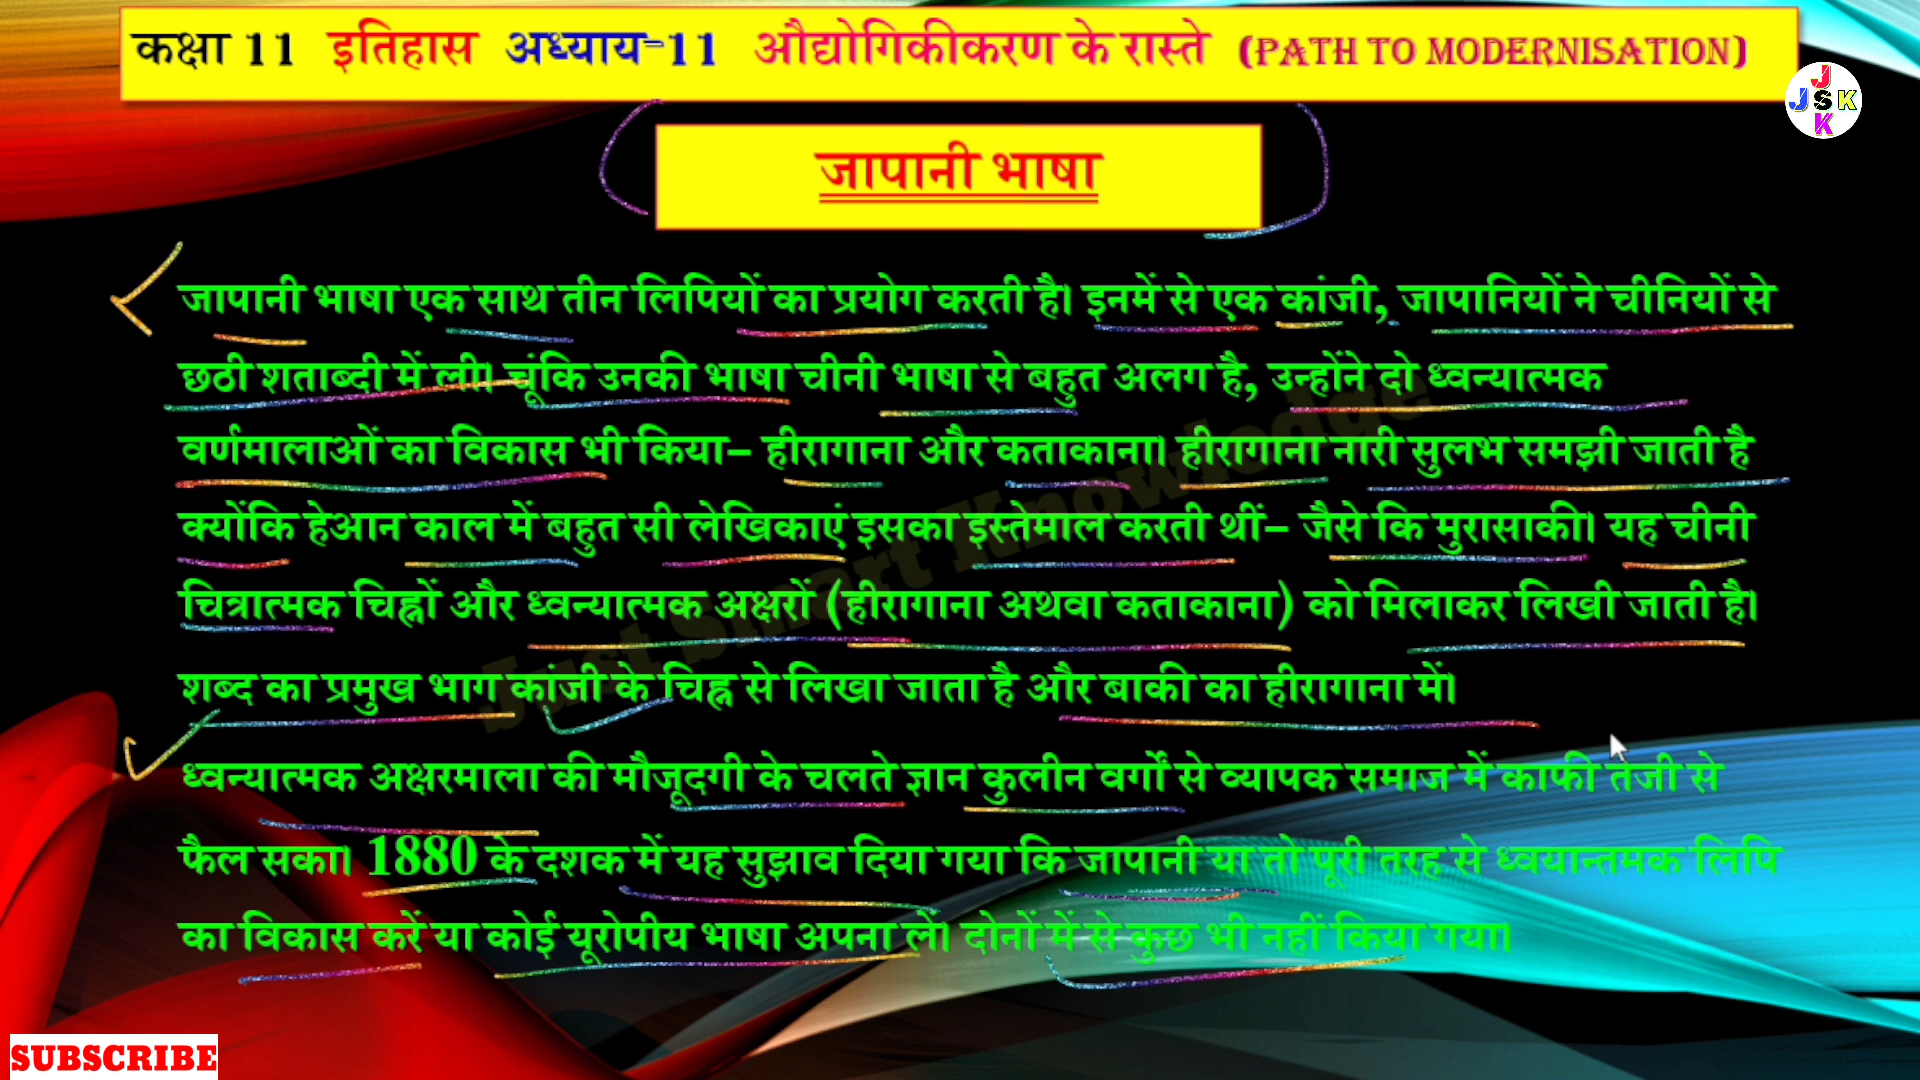 कक्षा 11 इतिहास अध्याय-11 औद्योगिकीकरण के रास्ते (PATH TO MODERNISATION)
J
J S K
K
जापानी भाषा
जापानी भाषा एक साथ तीन लिपियों का प्रयोग करती है। इनमें से एक कांजी, जापानियों ने चीनियों से
छठी शताब्दी में ली। चूंकि उनकी भाषा चीनी भाषा से बहुत अलग है, उन्होंने दो ध्वन्यात्मक
वर्णमालाओं का विकास भी किया– हीरागाना और कताकाना। हीरागाना नारी सुलभ समझी जाती है
क्योंकि हेआन काल में बहुत सी लेखिकाएं इसका इस्तेमाल करती थीं– जैसे कि मुरासाकी। यह चीनी
चित्रात्मक चिह्नों और ध्वन्यात्मक अक्षरों (हीरागाना अथवा कताकाना) को मिलाकर लिखी जाती है।
शब्द का प्रमुख भाग कांजी के चिह्न से लिखा जाता है और बाकी का हीरागाना में।
ध्वन्यात्मक अक्षरमाला की मौजूदगी के चलते ज्ञान कुलीन वर्गों से व्यापक समाज में काफी तेजी से
फैल सका। 1880 के दशक में यह सुझाव दिया गया कि जापानी या तो पूरी तरह से ध्वयान्तमक लिपि
का विकास करें या कोई यूरोपीय भाषा अपना लें। दोनों में से कुछ भी नहीं किया गया।
Just Smart Knowledge
SUBSCRIBE